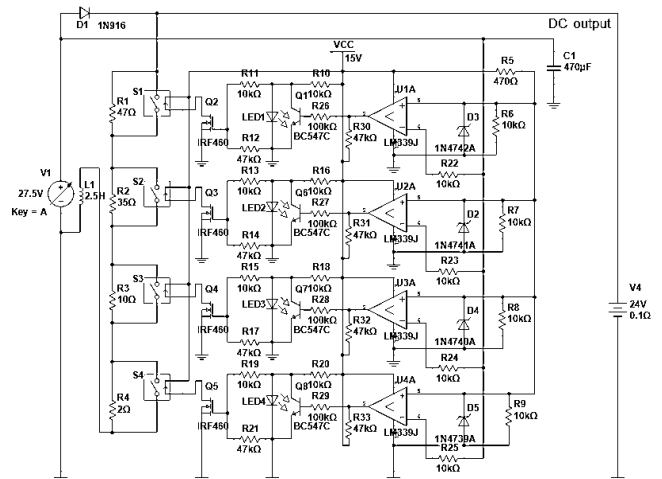 D1 1N916
DC output
VCC
15V
C1
470µF
R5
470Ω
S1
R1
47Ω
Q2
IRF460
R11
10kΩ
R10
10kΩ
LED1
Q1
R26
100kΩ
BC547C
R12
47kΩ
R30
47kΩ
U1A
LM339J
D3
1N4742A
R6
10kΩ
R22
10kΩ
V1
27.5V
Key = A
L1
2.5H
S2
R2
35Ω
Q3
IRF460
R13
10kΩ
R16
10kΩ
LED2
Q6
R27
100kΩ
BC547C
R14
47kΩ
R31
47kΩ
U2A
LM339J
D2
1N4741A
R7
10kΩ
R23
10kΩ
S3
R3
10Ω
Q4
IRF460
R15
10kΩ
R18
10kΩ
LED3
Q7
R28
100kΩ
BC547C
R17
47kΩ
R32
47kΩ
U3A
LM339J
D4
1N4740A
R8
10kΩ
R24
10kΩ
V4
24V
0.1Ω
S4
R4
2Ω
Q5
IRF460
R19
10kΩ
R20
10kΩ
LED4
Q8
R29
100kΩ
BC547C
R21
47kΩ
R33
47kΩ
U4A
LM339J
D5
1N4739A
R9
10kΩ
R25
10kΩ